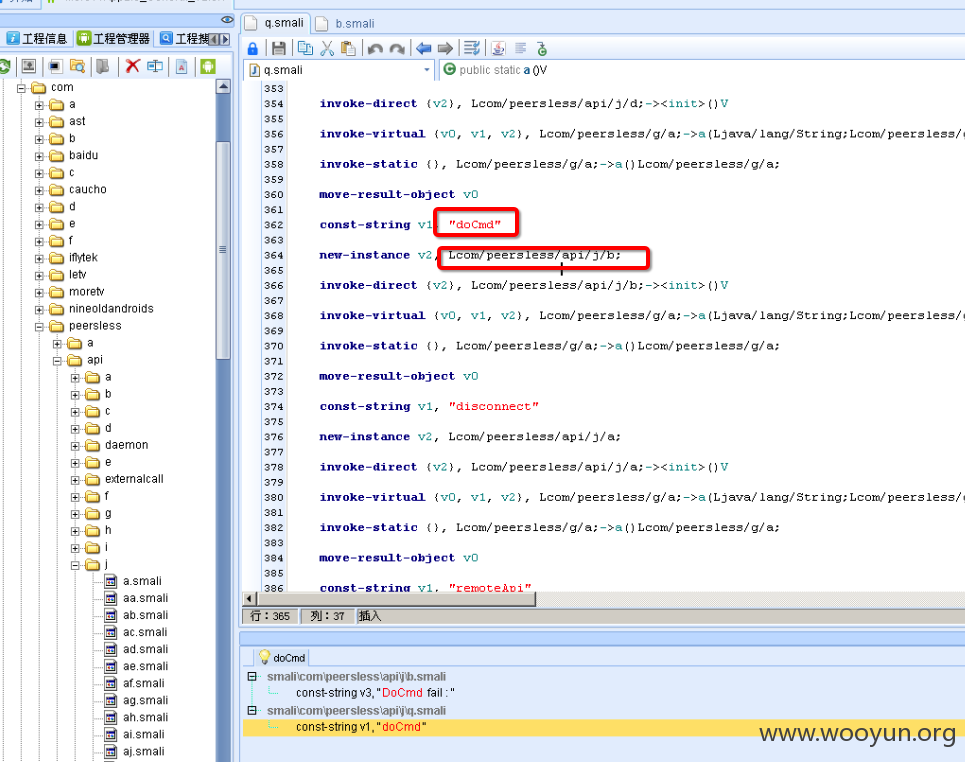 q.smali
b.smali
工程信息
工程管理器
工程搜
q.smali
public static a ()V
com
a
ast
b
baidu
c
caucho
d
e
f
iflytek
letv
moretv
nineoldandroids
peersless
a
api
a
b
c
d
daemon
e
externalcall
f
g
h
i
j
a.smali
aa.smali
ab.smali
ac.smali
ad.smali
ae.smali
af.smali
ag.smali
ah.smali
ai.smali
aj.smali
353
354 invoke-direct {v2}, Lcom/peersless/api/j/d;-><init>()V
355
356 invoke-virtual {v0, v1, v2}, Lcom/peersless/g/a;->a(Ljava/lang/String;Lcom/peersless/
357
358 invoke-static {}, Lcom/peersless/g/a;->a()Lcom/peersless/g/a;
359
360 move-result-object v0
361
362 const-string v1, "doCmd"
363
364 new-instance v2, Lcom/peersless/api/j/b;
365
366 invoke-direct {v2}, Lcom/peersless/api/j/b;-><init>()V
367
368 invoke-virtual {v0, v1, v2}, Lcom/peersless/g/a;->a(Ljava/lang/String;Lcom/peersless/
369
370 invoke-static {}, Lcom/peersless/g/a;->a()Lcom/peersless/g/a;
371
372 move-result-object v0
373
374 const-string v1, "disconnect"
375
376 new-instance v2, Lcom/peersless/api/j/a;
377
378 invoke-direct {v2}, Lcom/peersless/api/j/a;-><init>()V
379
380 invoke-virtual {v0, v1, v2}, Lcom/peersless/g/a;->a(Ljava/lang/String;Lcom/peersless/
381
382 invoke-static {}, Lcom/peersless/g/a;->a()Lcom/peersless/g/a;
383
384 move-result-object v0
385
386 const-string v1, "remoteApi"
行：365 列：37 插入
doCmd
smali\com\peersless\api\j\b.smali
const-string v3, "DoCmd fail : "
smali\com\peersless\api\j\q.smali
const-string v1, "doCmd"
www.wooyun.org